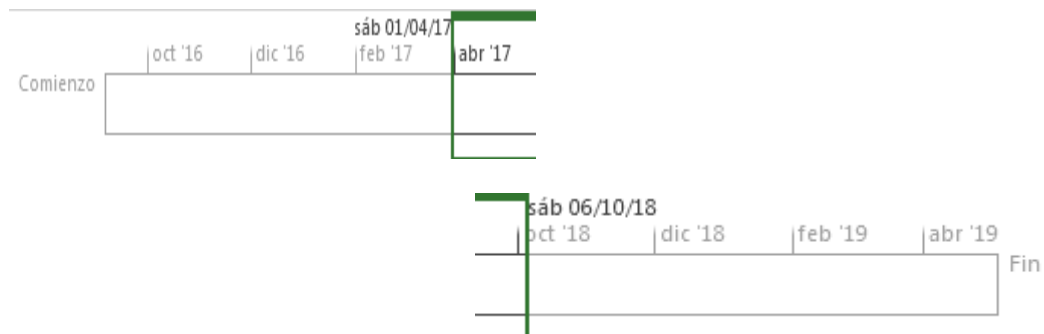 sáb 01/04/17
oct '16 dic '16 feb '17 abr '17
Comienzo
sáb 06/10/18
oct '18 dic '18 feb '19 abr '19
Fin